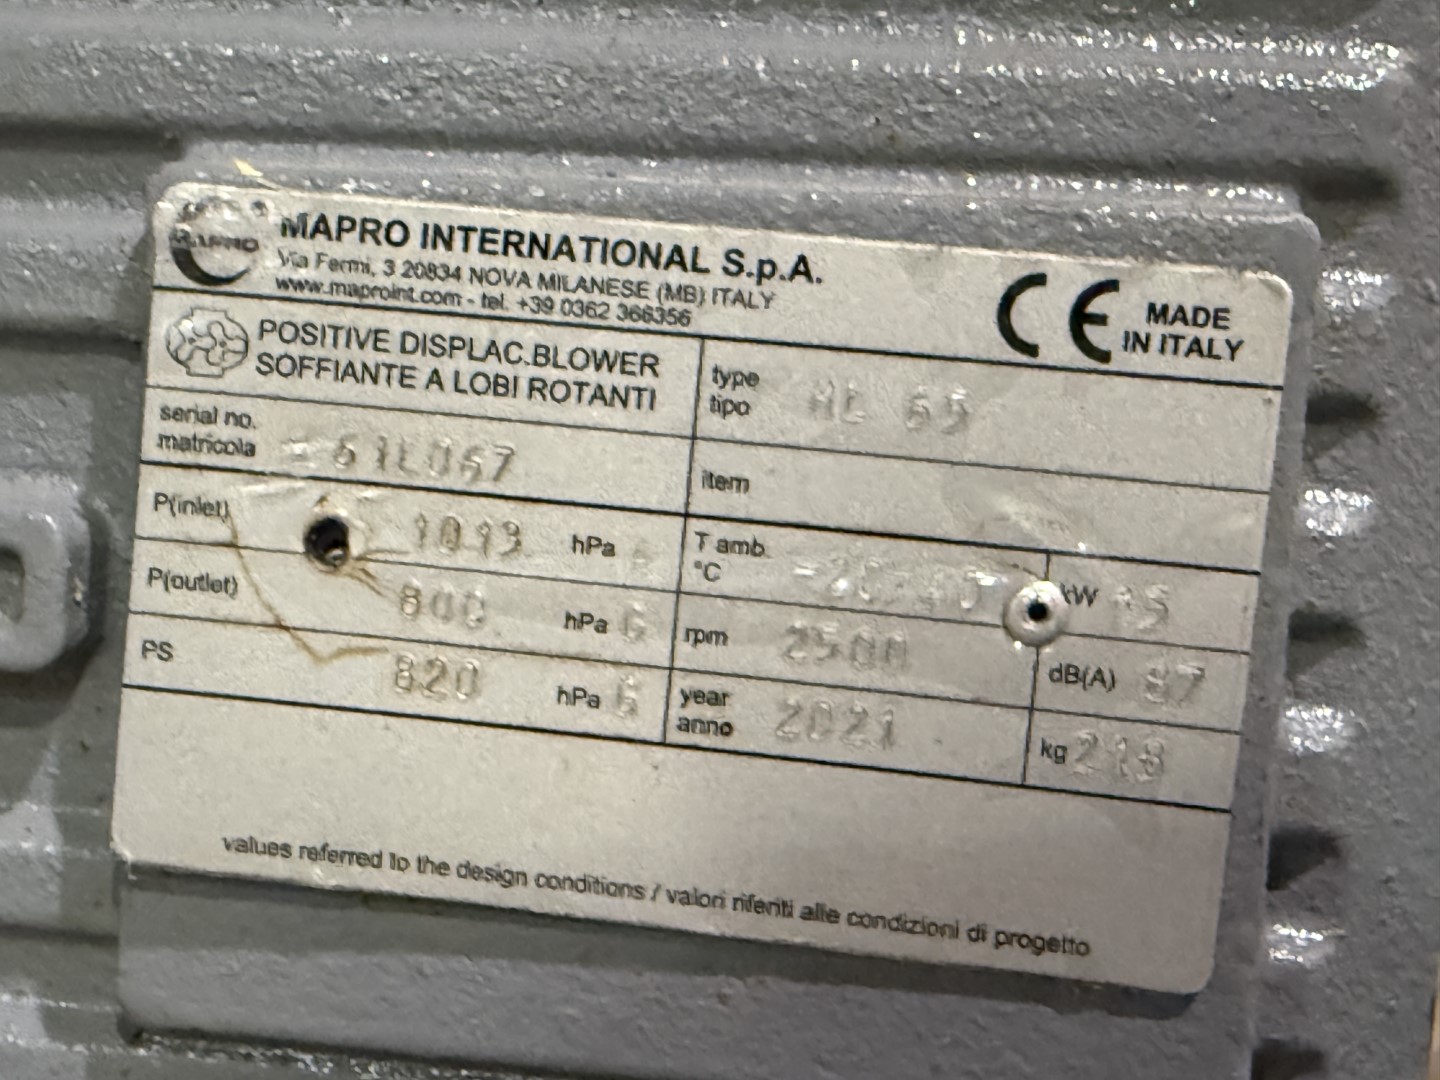 MAPRO
MAPRO INTERNATIONAL S.p.A.
Via Fermi, 3 20834 NOVA MILANESE (MB) ITALY
www.maproint.com - tel. +39 0362 366356
CE
MADE
IN ITALY
POSITIVE DISPLAC.BLOWER
SOFFIANTE A LOBI ROTANTI
type
tipo
serial no.
matricola
item
P(inlet) 1013 hPa
T amb.
°C
kW
P(outlet) 800 hPa G
rpm 2500
dB(A) 87
PS 820 hPa G
year
anno 2021
kg 218
values referred to the design conditions / valori riferiti alle condizioni di progetto